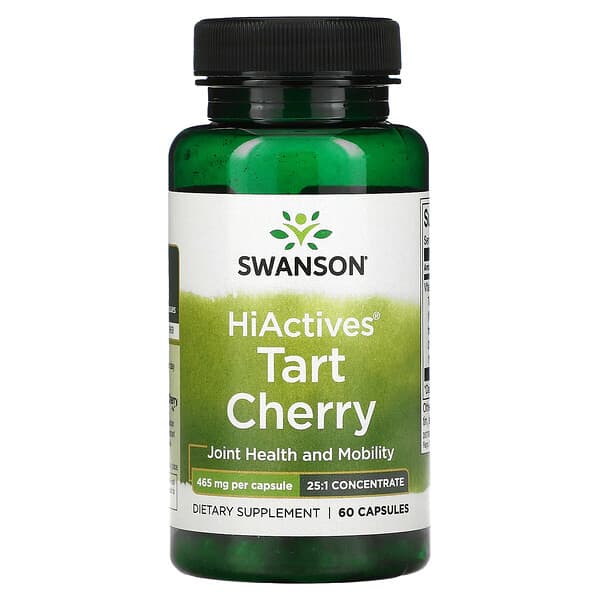 SWANSON®
HiActives®
Tart
Cherry
Joint Health and Mobility
465 mg per capsule
25:1 CONCENTRATE
DIETARY SUPPLEMENT | 60 CAPSULES